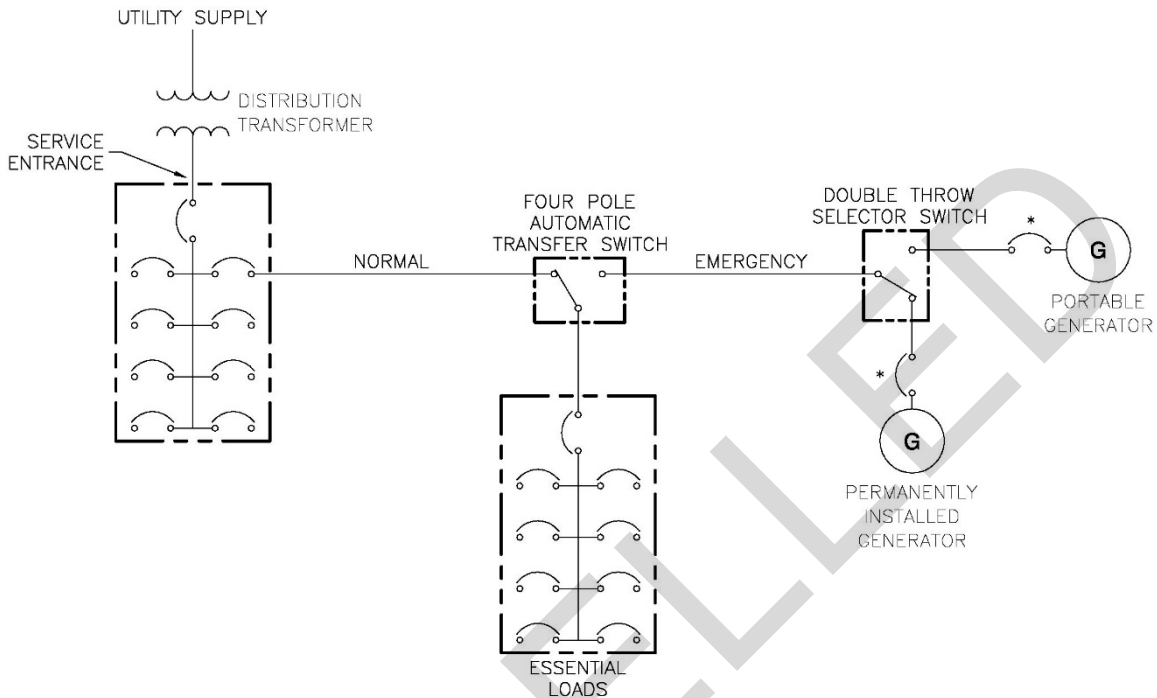 UTILITY SUPPLY
DISTRIBUTION
TRANSFORMER
SERVICE
ENTRANCE
FOUR POLE
AUTOMATIC
TRANSFER SWITCH
DOUBLE THROW
SELECTOR SWITCH
*
G
NORMAL
EMERGENCY
PORTABLE
GENERATOR
*
G
PERMANENTLY
INSTALLED
GENERATOR
ESSENTIAL
LOADS
ELLED